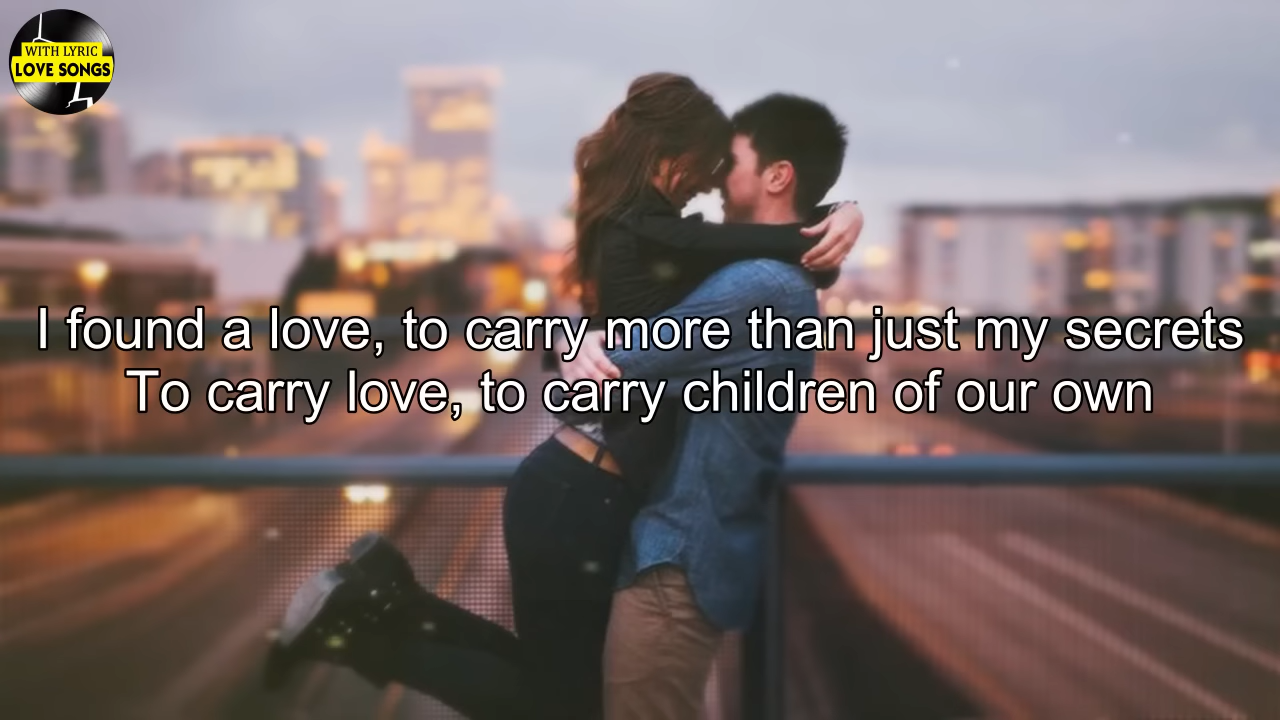 WITH LYRIC
LOVE SONGS
I found a love, to carry more than just my secrets
To carry love, to carry children of our own